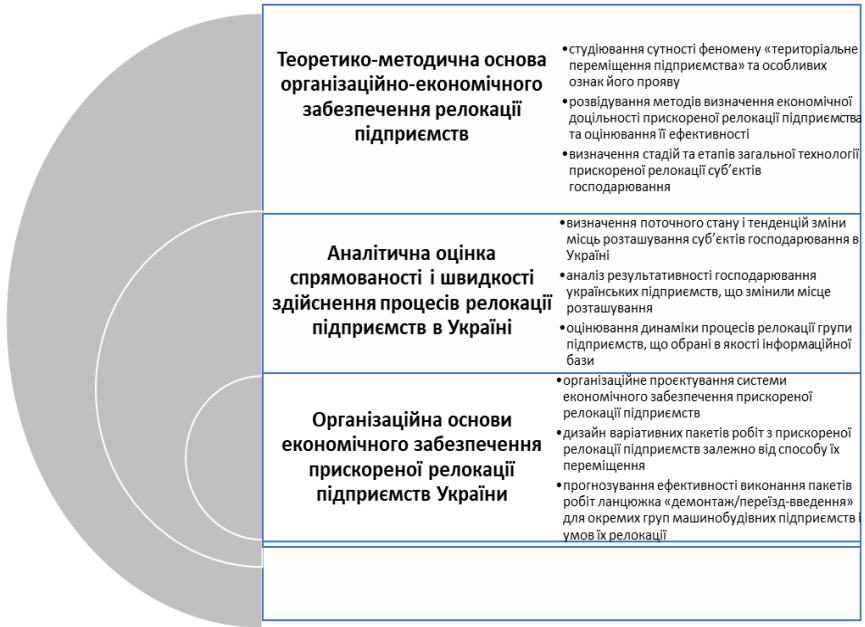 Теоретико-методична основа
організаційно-економічного
забезпечення релокації
підприємств
•студіювання сутності феномену «територіальне
переміщення підприємства» та особливих
ознак його прояву
•розвідування методів визначення економічної
доцільності прискореної релокації підприємства
та оцінювання її ефективності
•визначення стадій та етапів загальної технології
прискореної релокації суб’єктів
господарювання
Аналітична оцінка
спрямованості і швидкості
здійснення процесів релокації
підприємств в Україні
•визначення поточного стану і тенденцій зміни
місць розташування суб’єктів господарювання в
Україні
•аналіз результативності господарювання
українських підприємств, що змінили місце
розташування
•оцінювання динаміки процесів релокації групи
підприємств, що обрані в якості інформаційної
бази
Організаційна основи
економічного забезпечення
прискореної релокації
підприємств України
•організаційне проєктування системи
економічного забезпечення прискореної
релокації підприємств
•дизайн варіативних пакетів робіт з прискореної
релокації підприємств залежно від способу їх
переміщення
•прогнозування ефективності виконання пакетів
робіт ланцюжка «демонтаж/переїзд-введення»
для окремих груп машинобудівних підприємств і
умов їх релокації